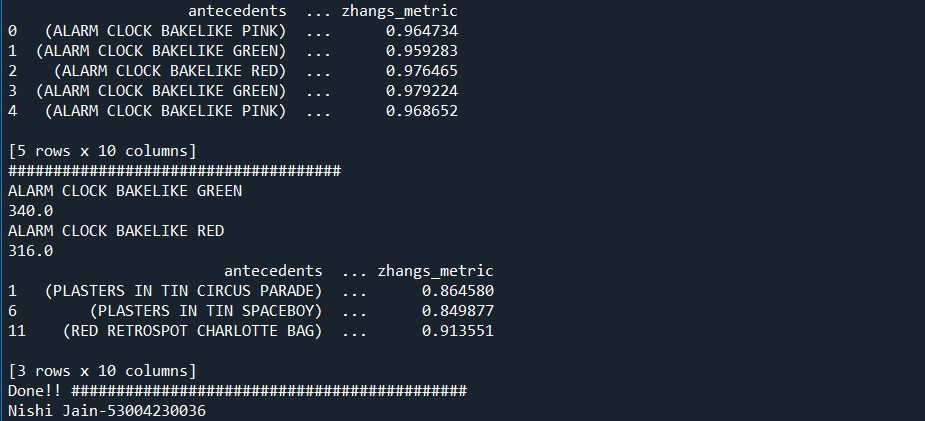 antecedents ... zhangs_metric
0 (ALARM CLOCK BAKELIKE PINK) ... 0.964734
1 (ALARM CLOCK BAKELIKE GREEN) ... 0.959283
2 (ALARM CLOCK BAKELIKE RED) ... 0.976465
3 (ALARM CLOCK BAKELIKE GREEN) ... 0.979224
4 (ALARM CLOCK BAKELIKE PINK) ... 0.968652
[5 rows x 10 columns]
#####################################
ALARM CLOCK BAKELIKE GREEN
340.0
ALARM CLOCK BAKELIKE RED
316.0
antecedents ... zhangs_metric
1 (PLASTERS IN TIN CIRCUS PARADE) ... 0.864580
6 (PLASTERS IN TIN SPACEBOY) ... 0.849877
11 (RED RETROSPOT CHARLOTTE BAG) ... 0.913551
[3 rows x 10 columns]
Done!! ############################################
Nishi Jain-53004230036